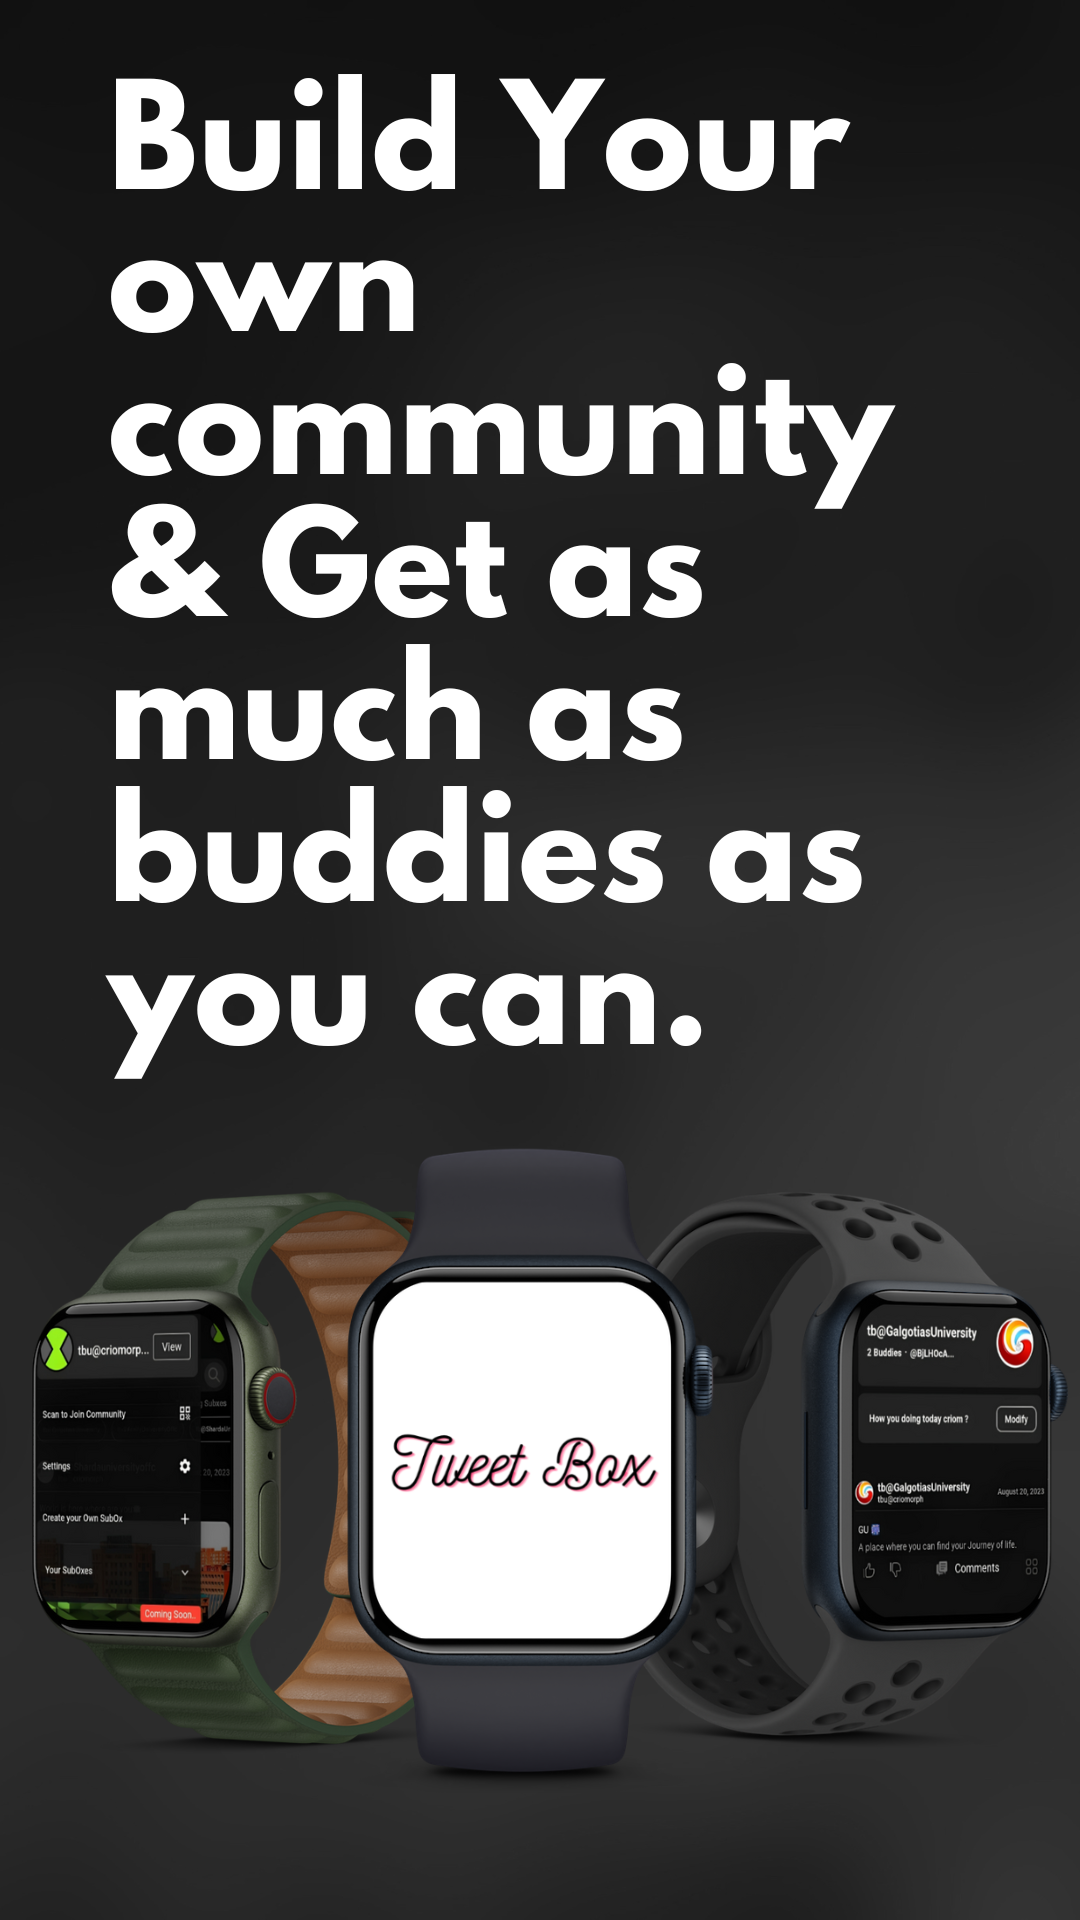 Build Your
own
community
& Get as
much as
buddies as
you can.
tbu@criomorp...
View
Scan to Join Community
Settings
Create your Own SubOx
Your SubOxes
Coming Soon..
Tweet Box
tb@GalgotiasUniversity
2 Buddies · @BjLHOcA...
How you doing today criom ?
Modify
tb@GalgotiasUniversity
tbu@criomorph
August 20, 2023
GU
A place where you can find your Journey of life.
Comments